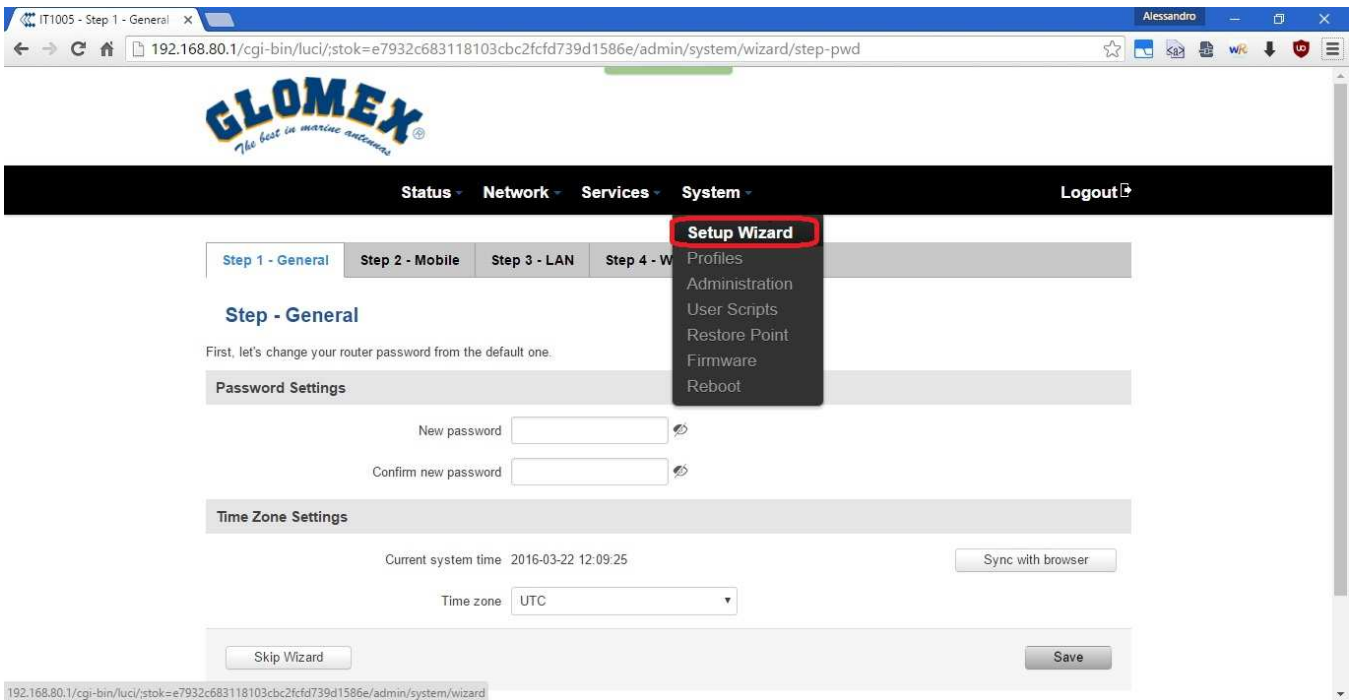 IT1005 - Step 1 - General
Alessandro
192.168.80.1/cgi-bin/luci/;stok=e7932c683118103cbc2fcfd739d1586e/admin/system/wizard/step-pwd
GLOMEX®
The best in marine antennas
Status Network Services System Logout
Setup Wizard
Profiles
Administration
User Scripts
Restore Point
Firmware
Reboot
Step 1 - General Step 2 - Mobile Step 3 - LAN Step 4 - W
Step - General
First, let's change your router password from the default one.
Password Settings
New password
Confirm new password
Time Zone Settings
Current system time 2016-03-22 12:09:25 Sync with browser
Time zone UTC
Skip Wizard Save
192.168.80.1/cgi-bin/luci/;stok=e7932c683118103cbc2fcfd739d1586e/admin/system/wizard